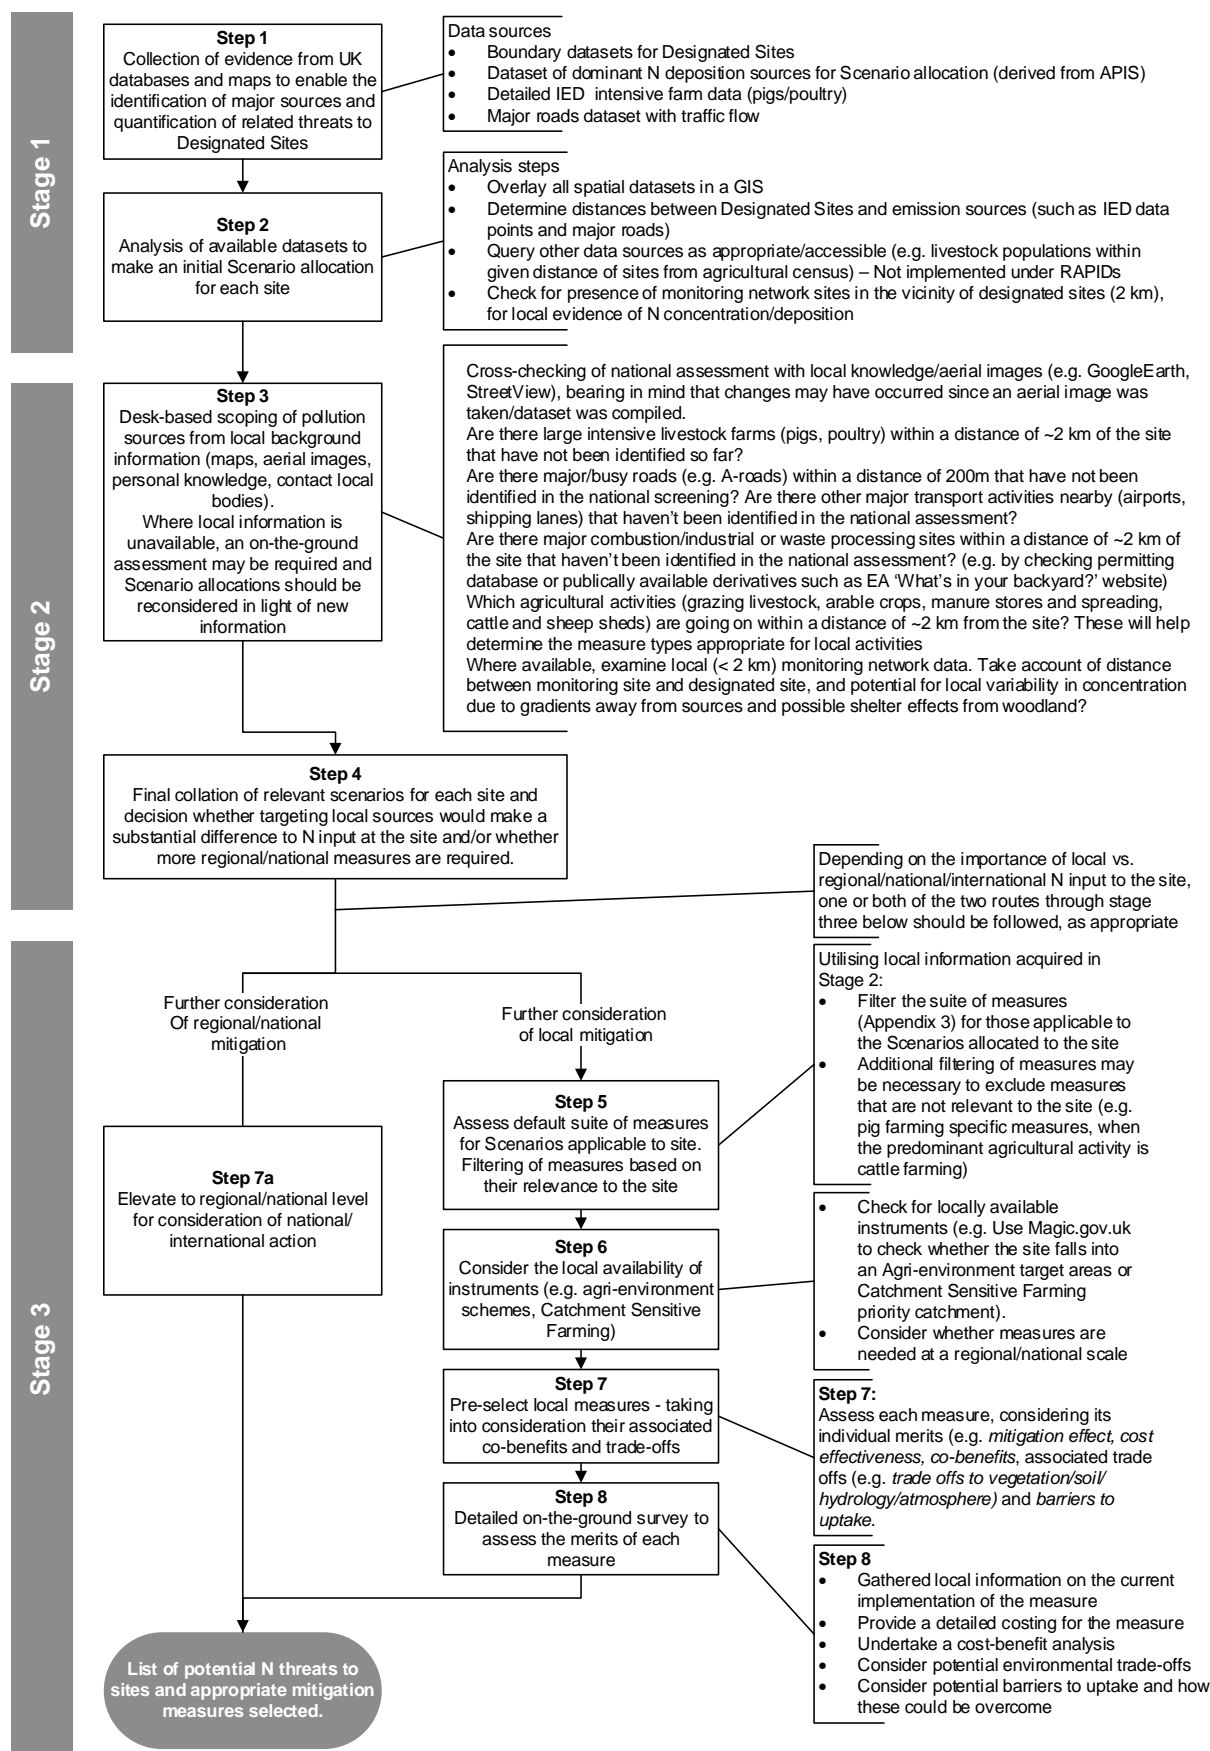 Stage 1
Step 1
Collection of evidence from UK
databases and maps to enable the
identification of major sources and
quantification of related threats to
Designated Sites
Data sources
• Boundary datasets for Designated Sites
• Dataset of dominant N deposition sources for Scenario allocation (derived from APIS)
• Detailed IED intensive farm data (pigs/poultry)
• Major roads dataset with traffic flow
Step 2
Analysis of available datasets to
make an initial Scenario allocation
for each site
Analysis steps
• Overlay all spatial datasets in a GIS
• Determine distances between Designated Sites and emission sources (such as IED data
points and major roads)
• Query other data sources as appropriate/accessible (e.g. livestock populations within
given distance of sites from agricultural census) – Not implemented under RAPIDs
• Check for presence of monitoring network sites in the vicinity of designated sites (2 km),
for local evidence of N concentration/deposition
Stage 2
Step 3
Desk-based scoping of pollution
sources from local background
information (maps, aerial images,
personal knowledge, contact local
bodies).
Where local information is
unavailable, an on-the-ground
assessment may be required and
Scenario allocations should be
reconsidered in light of new
information
Cross-checking of national assessment with local knowledge/aerial images (e.g. GoogleEarth,
StreetView), bearing in mind that changes may have occurred since an aerial image was
taken/dataset was compiled.
Are there large intensive livestock farms (pigs, poultry) within a distance of ~2 km of the site
that have not been identified so far?
Are there major/busy roads (e.g. A-roads) within a distance of 200m that have not been
identified in the national screening? Are there other major transport activities nearby (airports,
shipping lanes) that haven't been identified in the national assessment?
Are there major combustion/industrial or waste processing sites within a distance of ~2 km of
the site that haven't been identified in the national assessment? (e.g. by checking permitting
database or publically available derivatives such as EA 'What's in your backyard?' website)
Which agricultural activities (grazing livestock, arable crops, manure stores and spreading,
cattle and sheep sheds) are going on within a distance of ~2 km from the site? These will help
determine the measure types appropriate for local activities
Where available, examine local (< 2 km) monitoring network data. Take account of distance
between monitoring site and designated site, and potential for local variability in concentration
due to gradients away from sources and possible shelter effects from woodland?
Step 4
Final collation of relevant scenarios for each site and
decision whether targeting local sources would make a
substantial difference to N input at the site and/or whether
more regional/national measures are required.
Depending on the importance of local vs.
regional/national/international N input to the site,
one or both of the two routes through stage
three below should be followed, as appropriate
Stage 3
Further consideration
Of regional/national
mitigation
Further consideration
of local mitigation
Utilising local information acquired in
Stage 2:
• Filter the suite of measures
(Appendix 3) for those applicable to
the Scenarios allocated to the site
• Additional filtering of measures may
be necessary to exclude measures
that are not relevant to the site (e.g.
pig farming specific measures, when
the predominant agricultural activity is
cattle farming)
Step 5
Assess default suite of measures
for Scenarios applicable to site.
Filtering of measures based on
their relevance to the site
Step 7a
Elevate to regional/national level
for consideration of national/
international action
Step 6
Consider the local availability of
instruments (e.g. agri-environment
schemes, Catchment Sensitive
Farming)
• Check for locally available
instruments (e.g. Use Magic.gov.uk
to check whether the site falls into
an Agri-environment target areas or
Catchment Sensitive Farming
priority catchment).
• Consider whether measures are
needed at a regional/national scale
Step 7
Pre-select local measures - taking
into consideration their associated
co-benefits and trade-offs
Step 7:
Assess each measure, considering its
individual merits (e.g. mitigation effect, cost
effectiveness, co-benefits, associated trade
offs (e.g. trade offs to vegetation/soil/
hydrology/atmosphere) and barriers to
uptake.
Step 8
Detailed on-the-ground survey to
assess the merits of each
measure
Step 8
• Gathered local information on the current
implementation of the measure
• Provide a detailed costing for the measure
• Undertake a cost-benefit analysis
• Consider potential environmental trade-offs
• Consider potential barriers to uptake and how
these could be overcome
List of potential N threats to
sites and appropriate mitigation
measures selected.